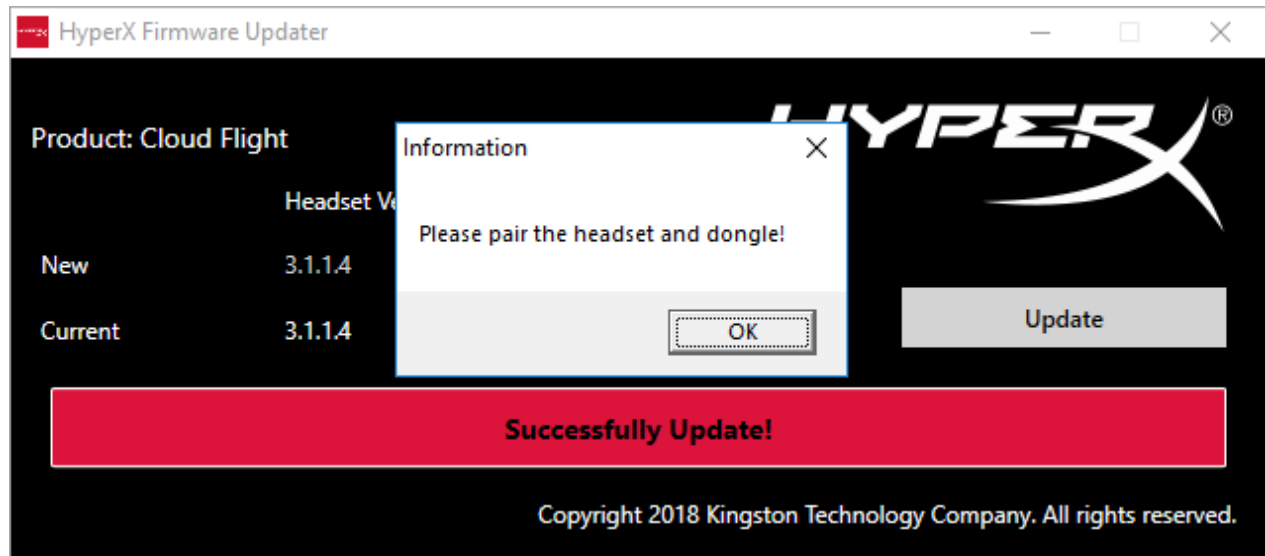 HyperX Firmware Updater
HYPERX®
Product: Cloud Flight
Information
Headset
Please pair the headset and dongle!
New 3.1.1.4
Current 3.1.1.4
OK
Update
Successfully Update!
Copyright 2018 Kingston Technology Company. All rights reserved.